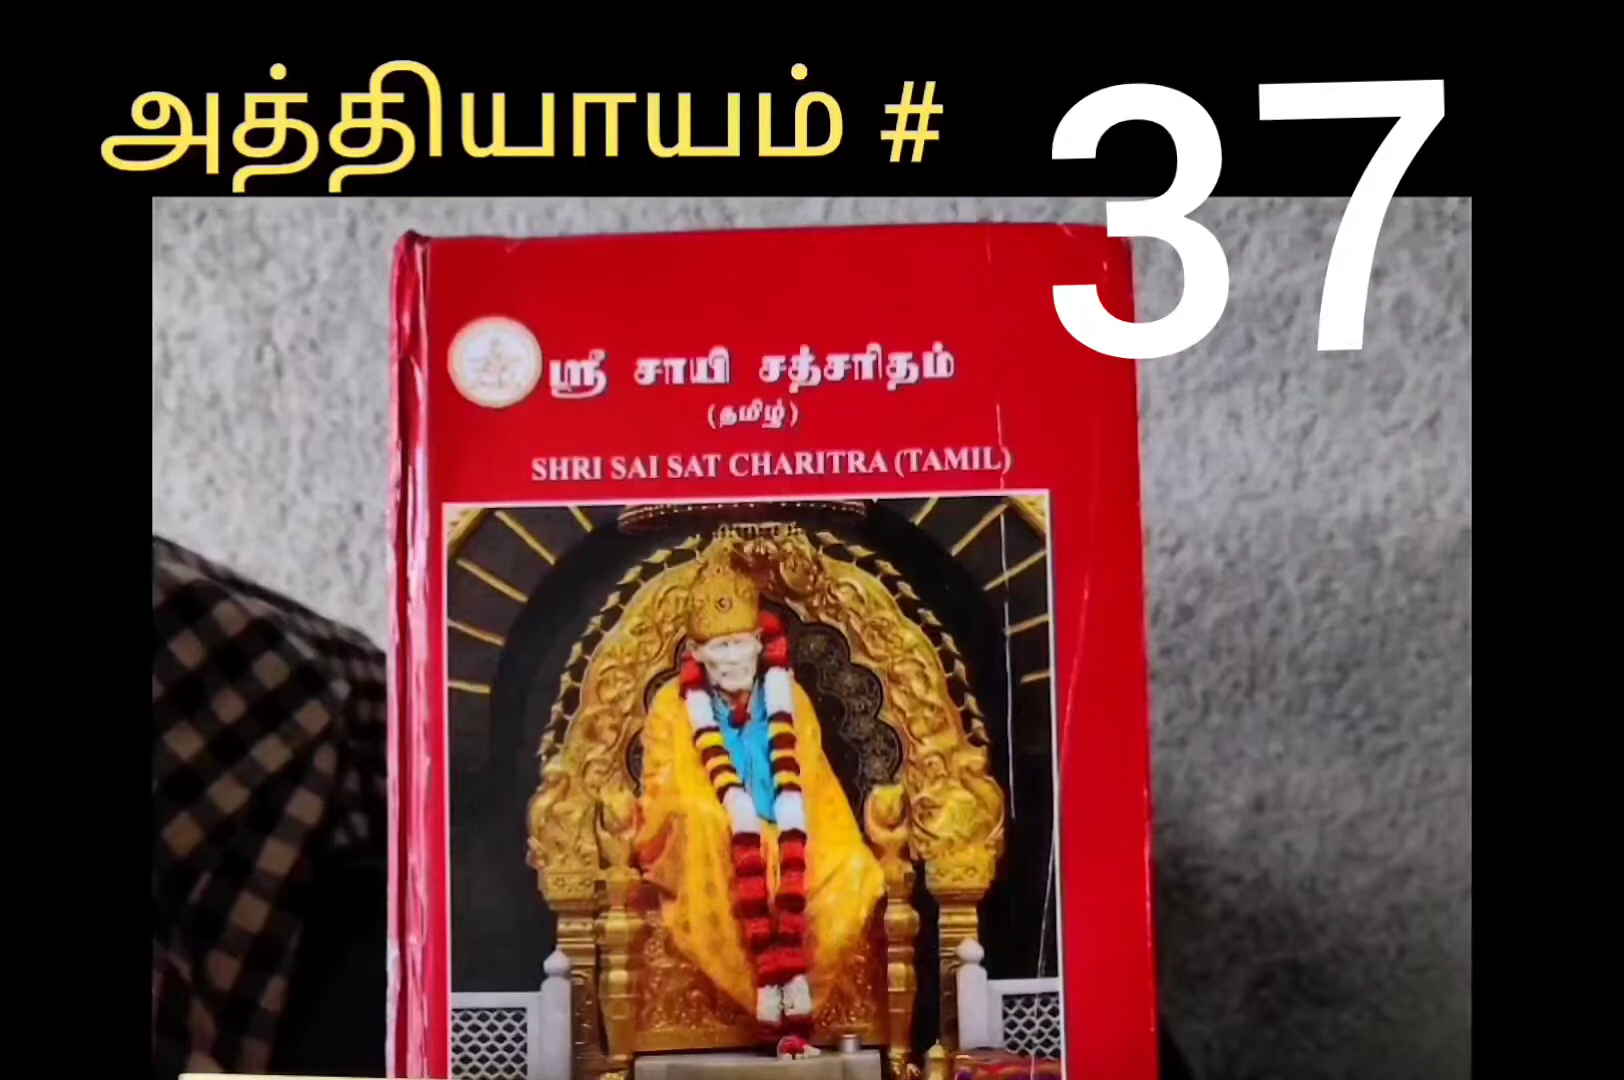 அத்தியாயம் # 37
ஸ்ரீ சாயி சத்சரிதம்
(தமிழ்)
SHRI SAI SAT CHARITRA (TAMIL)